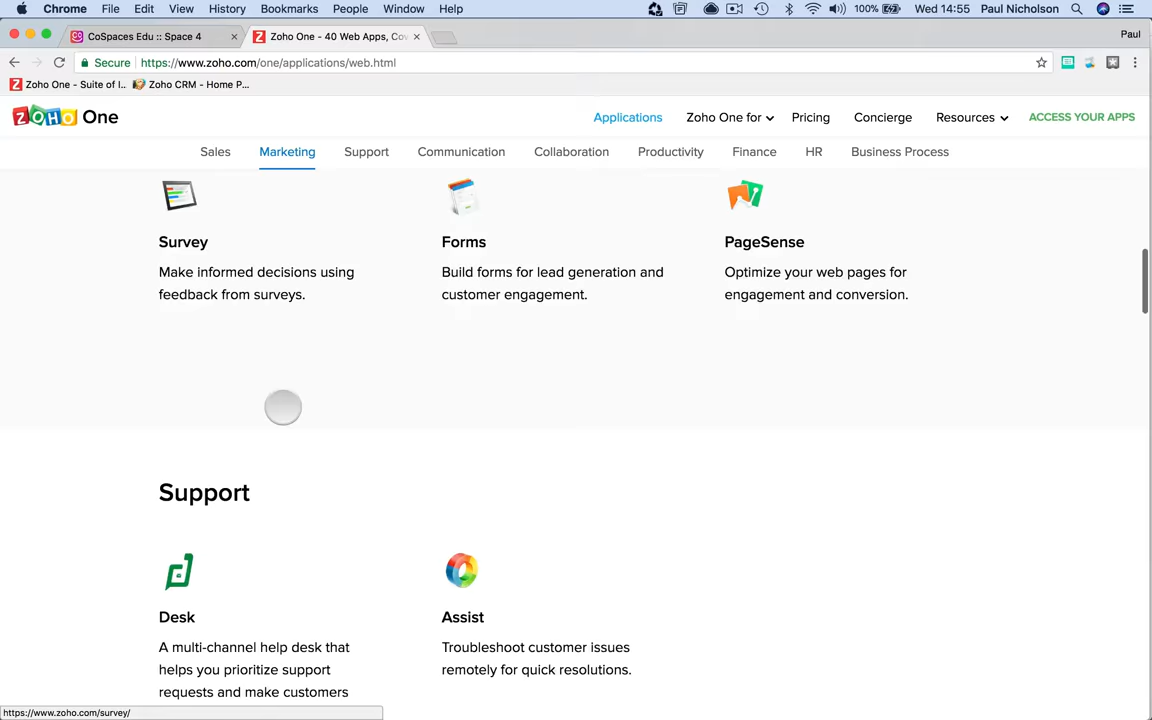 Chrome File Edit View History Bookmarks People Window Help 100% Wed 14:55 Paul Nicholson
CoSpaces Edu :: Space 4
Zoho One - 40 Web Apps, Cov
Paul
Secure https://www.zoho.com/one/applications/web.html
Zoho One - Suite of I..
Zoho CRM - Home P...
ZOHO One
Applications Zoho One for Pricing Concierge Resources ACCESS YOUR APPS
Sales Marketing Support Communication Collaboration Productivity Finance HR Business Process
Survey
Make informed decisions using
feedback from surveys.
Forms
Build forms for lead generation and
customer engagement.
PageSense
Optimize your web pages for
engagement and conversion.
Support
Desk
A multi-channel help desk that
helps you prioritize support
requests and make customers
Assist
Troubleshoot customer issues
remotely for quick resolutions.
https://www.zoho.com/survey/